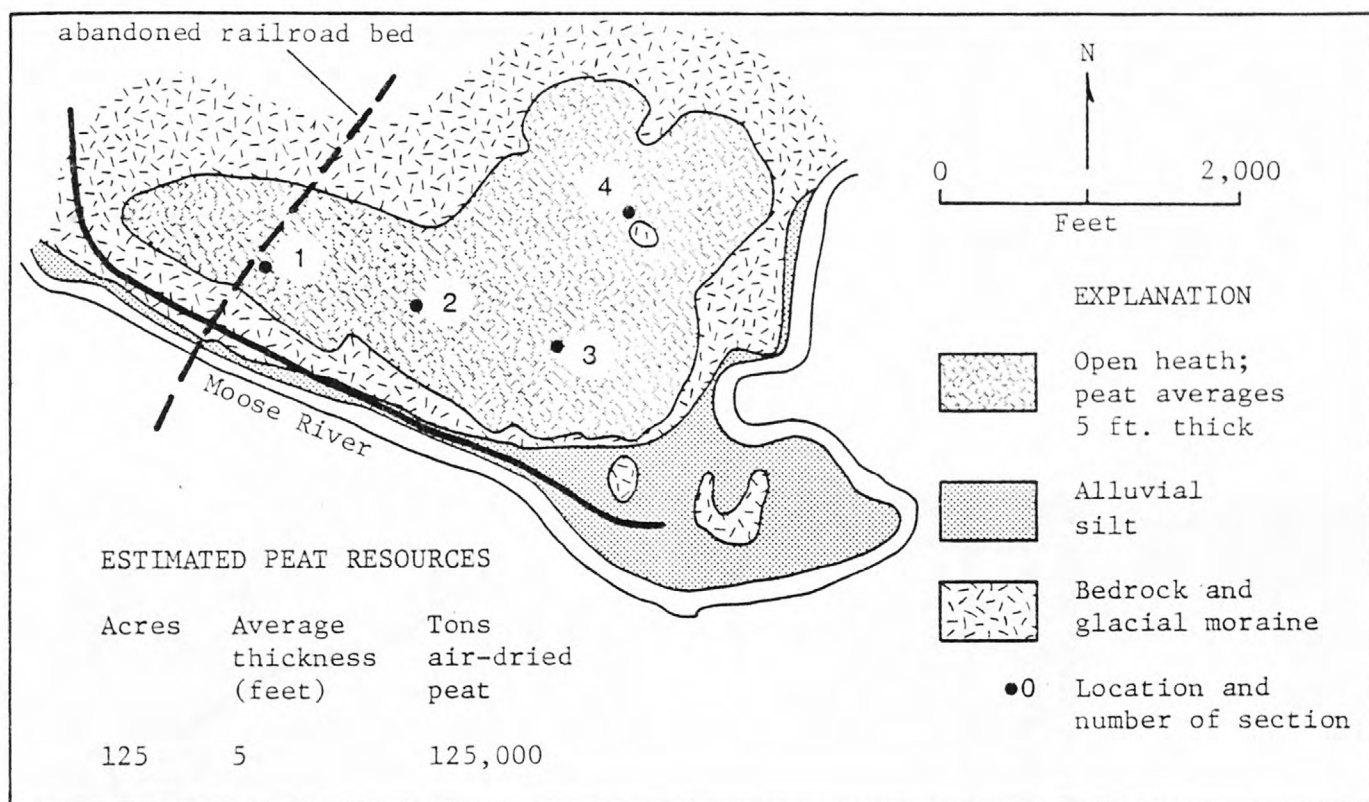 abandoned railroad bed
N
0 2,000
Feet
4
1
2
3
Moose River
EXPLANATION
Open heath;
peat averages
5 ft. thick
Alluvial
silt
Bedrock and
glacial moraine
●0 Location and
number of section
ESTIMATED PEAT RESOURCES
Acres Average
thickness
(feet) Tons
air-dried
peat
125 5 125,000